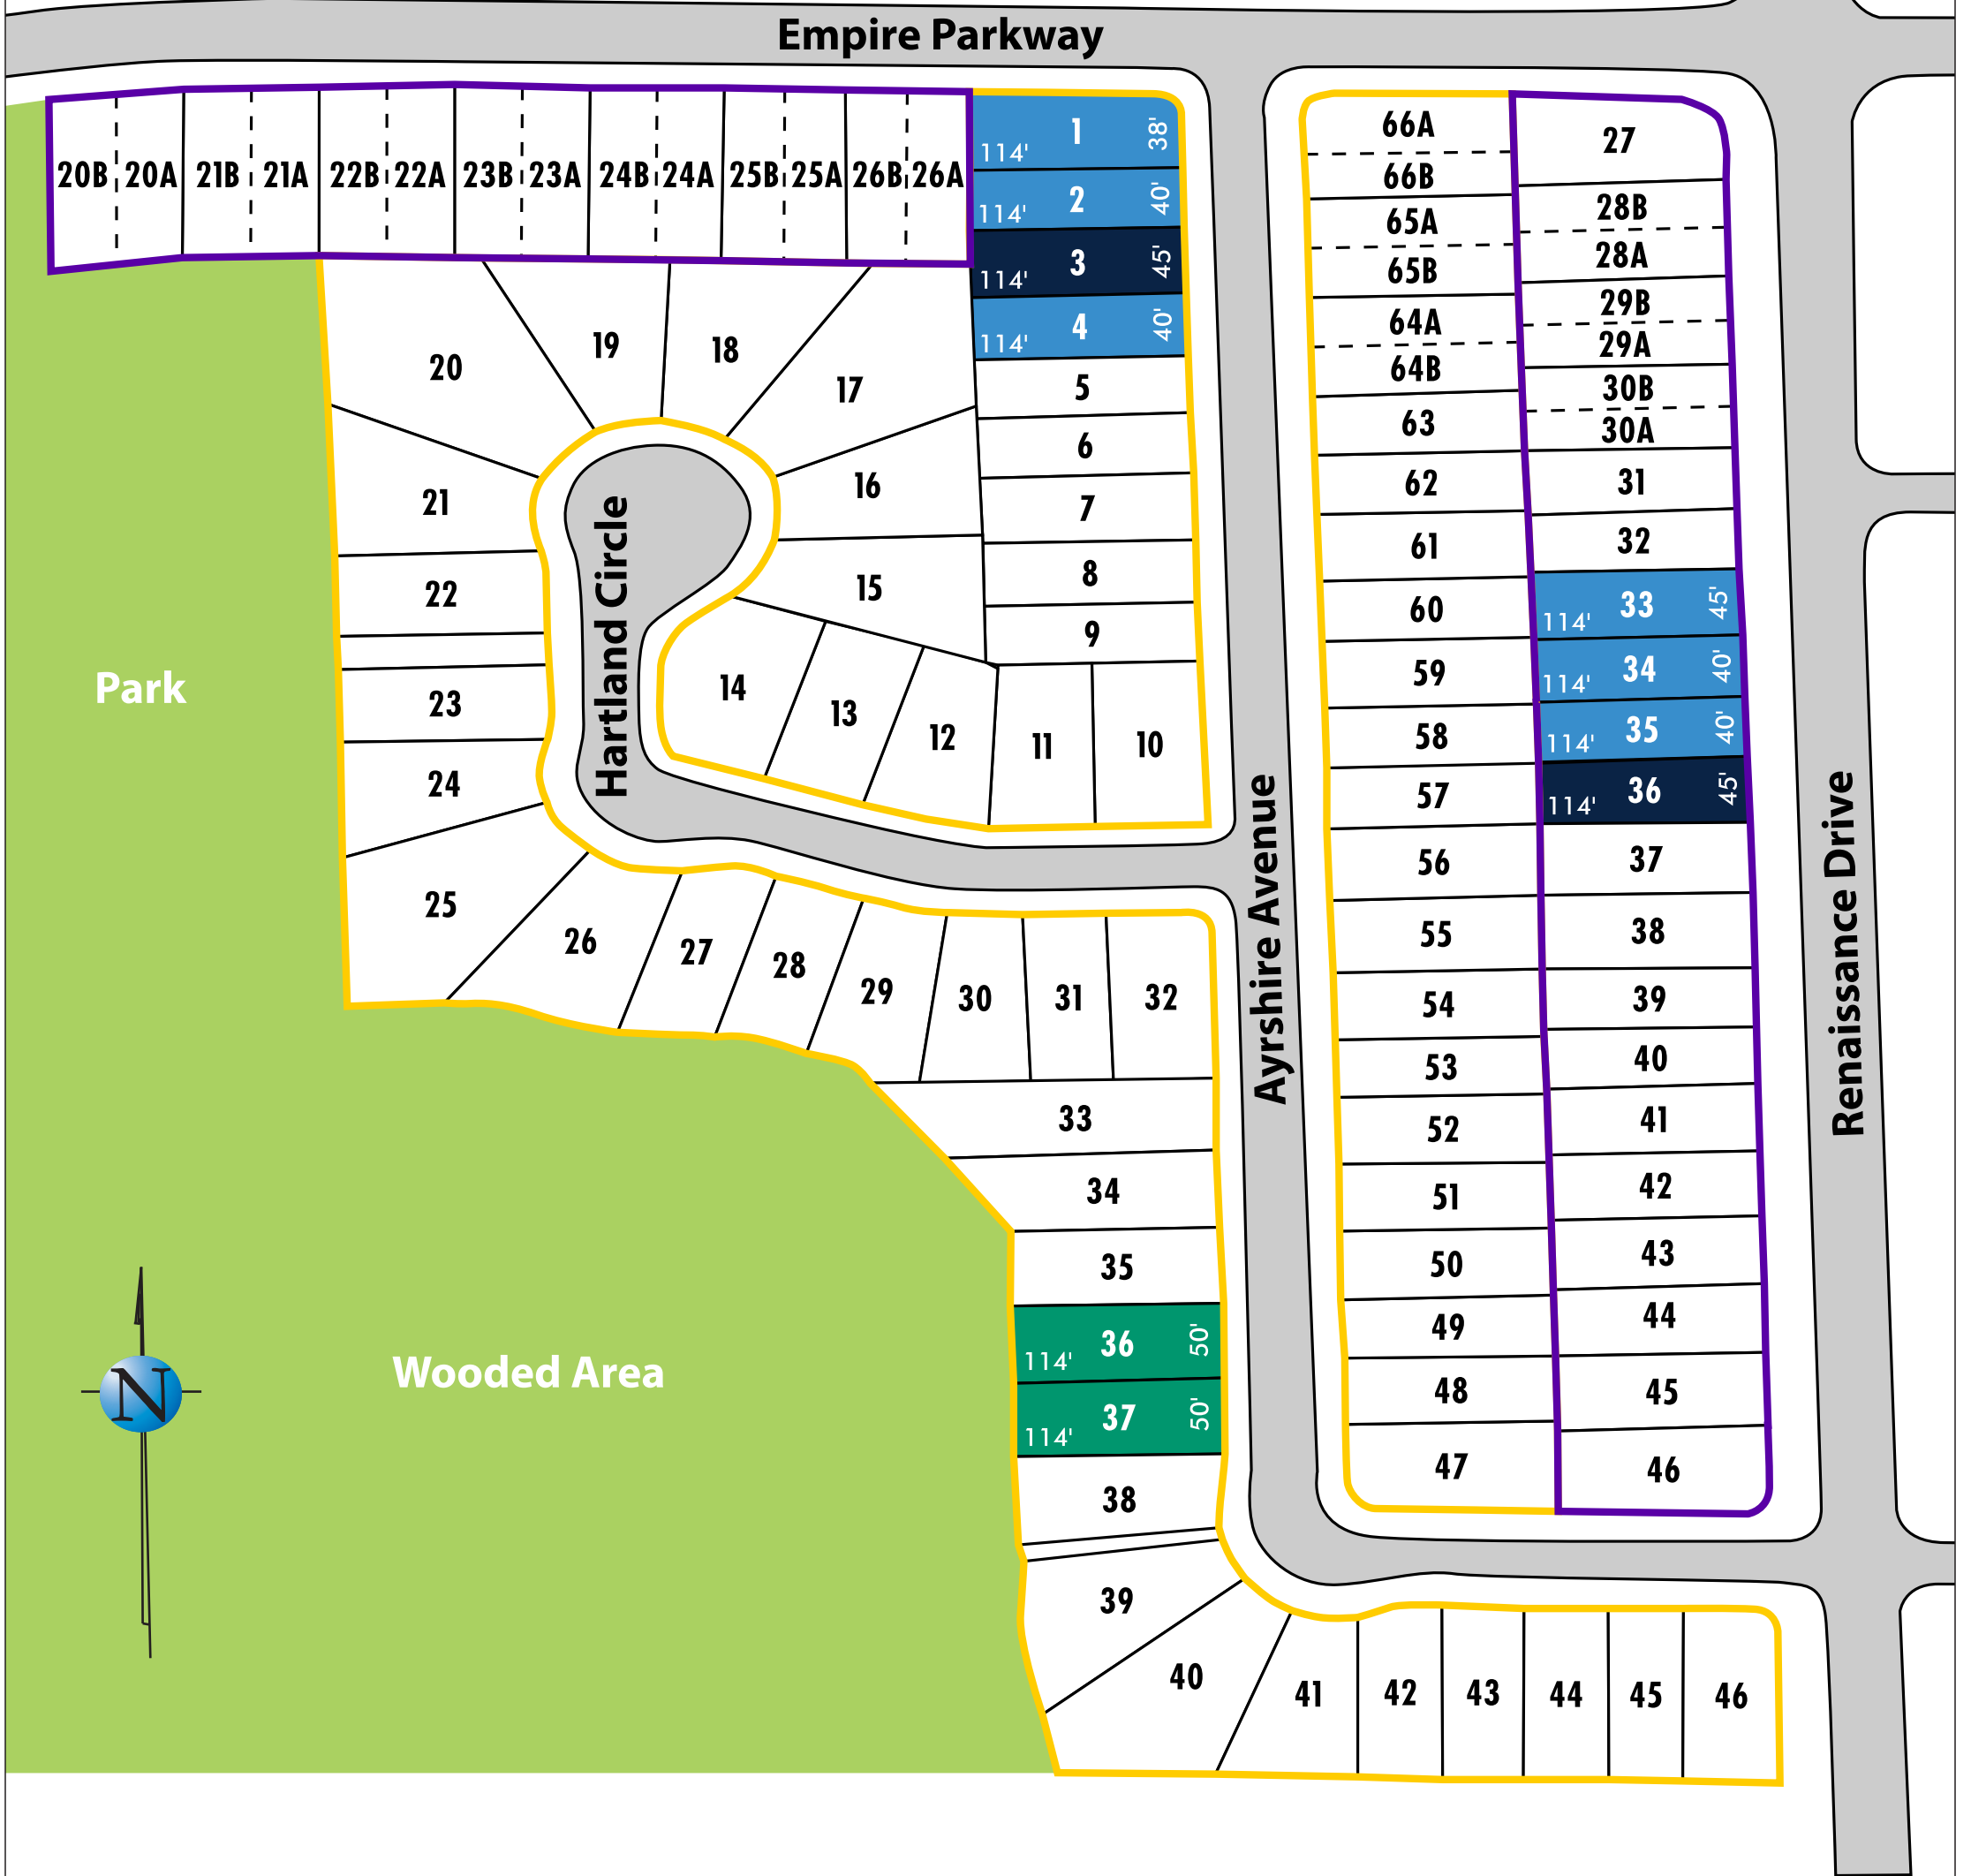 Empire Parkway
20B 20A 21B 21A 22B 22A 23B 23A 24B 24A 25B 25A 26B 26A
1 38' 114'
2 40' 114'
3 45' 114'
4 40' 114'
5
6
7
8
9
10
11
12
13
14
15
16
17
18
19
20
21
22
23
24
25
26
27
28
29
30
31
32
33
34
35
36 50' 114'
37 50' 114'
38
39
40
41
42
43
44
45
46
Hartland Circle
Park
Wooded Area
N
Ayrshire Avenue
66A
66B
65A
65B
64A
64B
63
62
61
60
59
58
57
56
55
54
53
52
51
50
49
48
47
27
28B
28A
29B
29A
30B
30A
31
32
33 45' 114'
34 40' 114'
35 40' 114'
36 45' 114'
37
38
39
40
41
42
43
44
45
46
Renaissance Drive